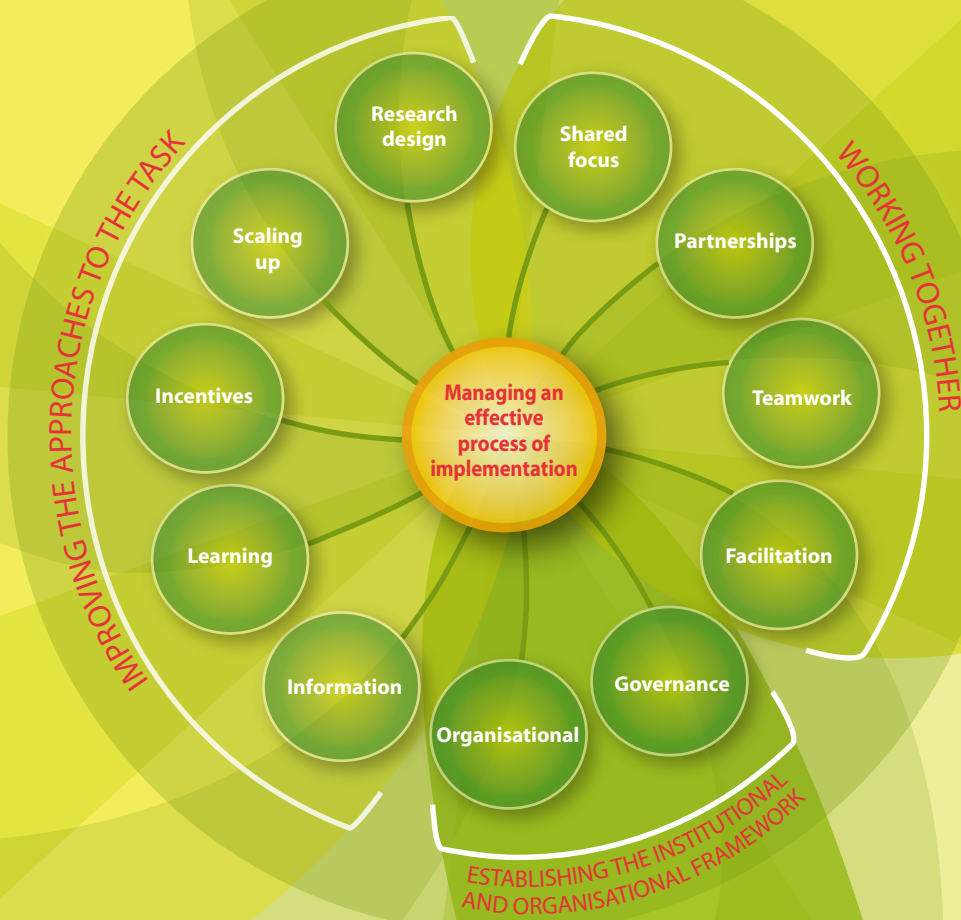 Managing an
effective
process of
implementation
Research
design
Shared
focus
Partnerships
Teamwork
Facilitation
Governance
Organisational
Information
Learning
Incentives
Scaling
up
IMPROVING THE APPROACHES TO THE TASK
WORKING TOGETHER
ESTABLISHING THE INSTITUTIONAL
AND ORGANISATIONAL FRAMEWORK